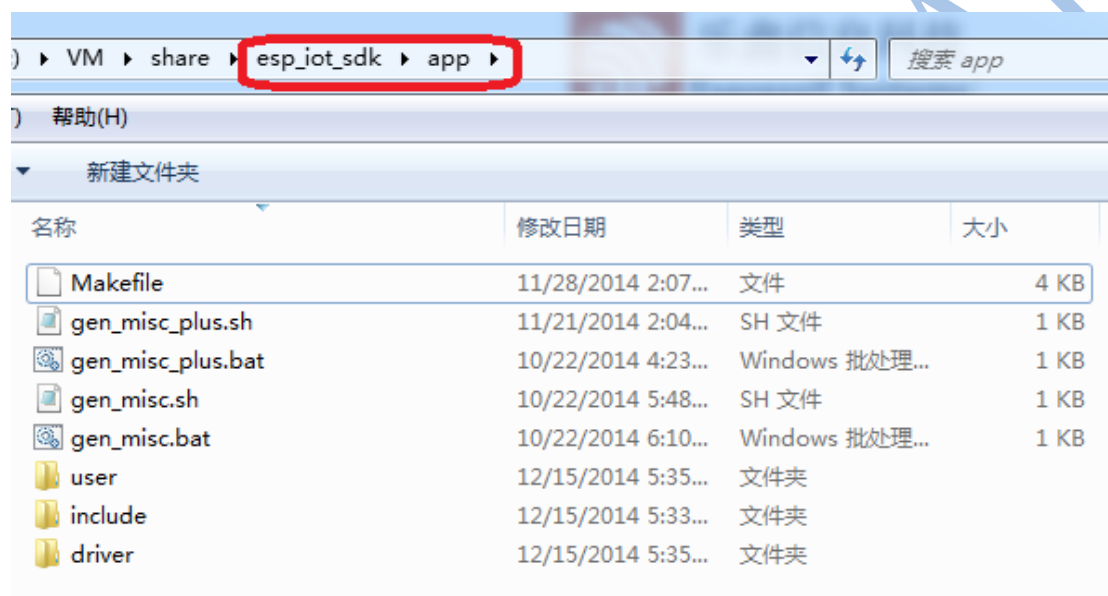 ) ▸ VM ▸ share ▸ esp_iot_sdk ▸ app ▸ 搜索 app
) 帮助(H)
新建文件夹
名称 修改日期 类型 大小
Makefile 11/28/2014 2:07... 文件 4 KB
gen_misc_plus.sh 11/21/2014 2:04... SH 文件 1 KB
gen_misc_plus.bat 10/22/2014 4:23... Windows 批处理... 1 KB
gen_misc.sh 10/22/2014 5:48... SH 文件 1 KB
gen_misc.bat 10/22/2014 6:10... Windows 批处理... 1 KB
user 12/15/2014 5:35... 文件夹
include 12/15/2014 5:33... 文件夹
driver 12/15/2014 5:35... 文件夹